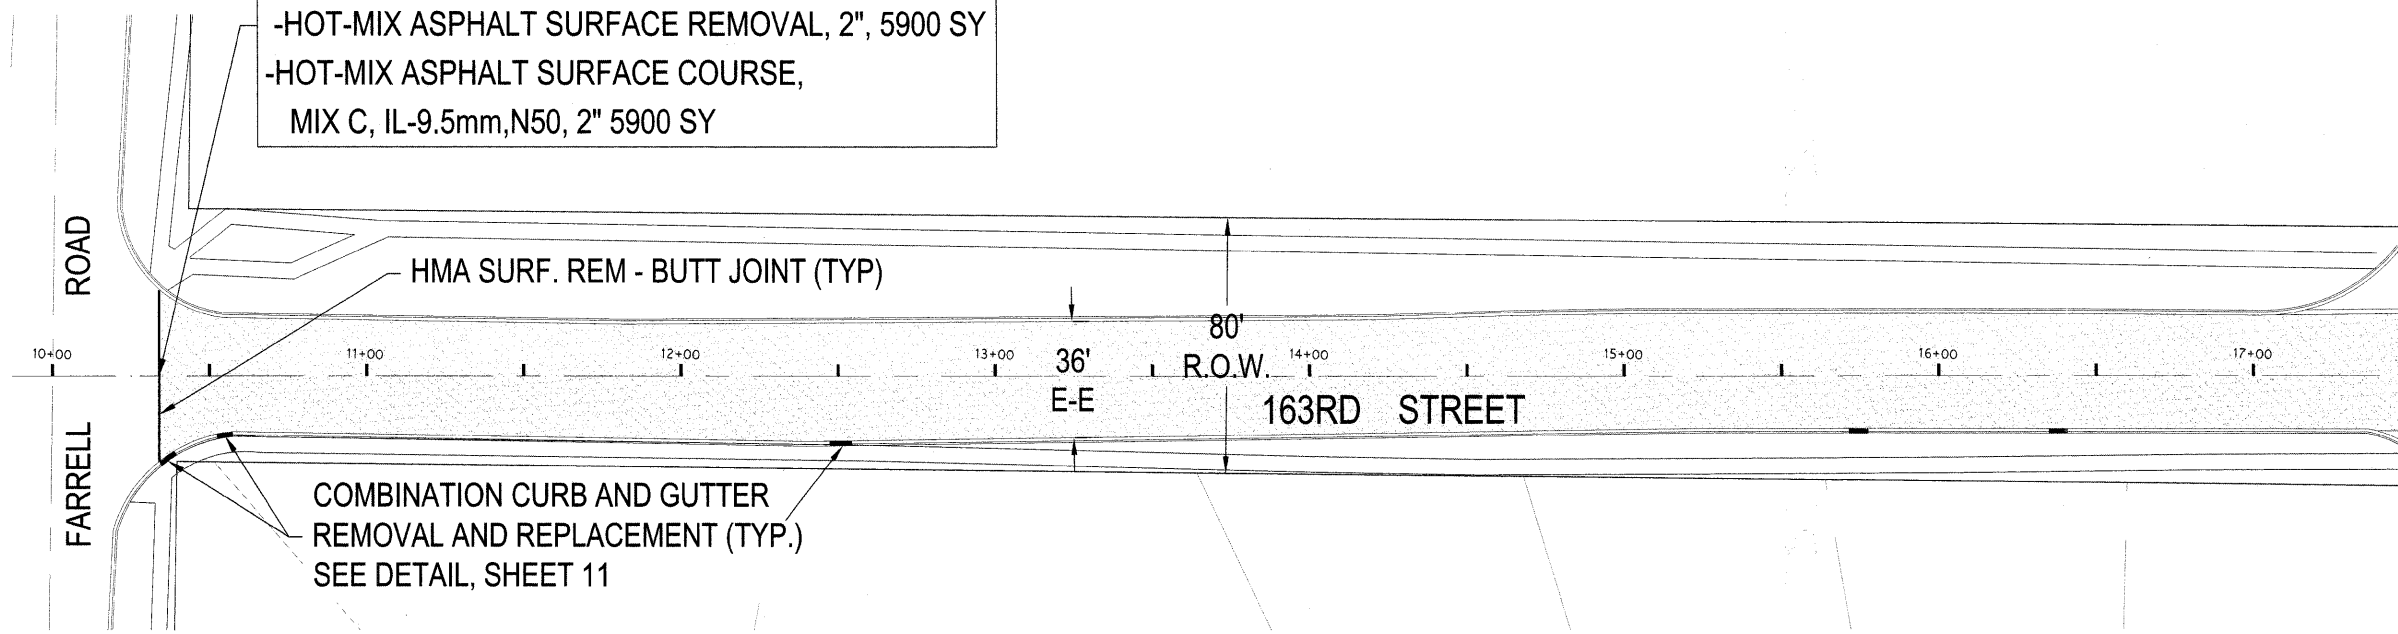 -HOT-MIX ASPHALT SURFACE REMOVAL, 2", 5900 SY
-HOT-MIX ASPHALT SURFACE COURSE,
MIX C, IL-9.5mm,N50, 2" 5900 SY
HMA SURF. REM - BUTT JOINT (TYP)
FARRELL ROAD
10+00 11+00 12+00 13+00 14+00 15+00 16+00 17+00
80'
R.O.W.
36'
E-E
163RD STREET
COMBINATION CURB AND GUTTER
REMOVAL AND REPLACEMENT (TYP.)
SEE DETAIL, SHEET 11